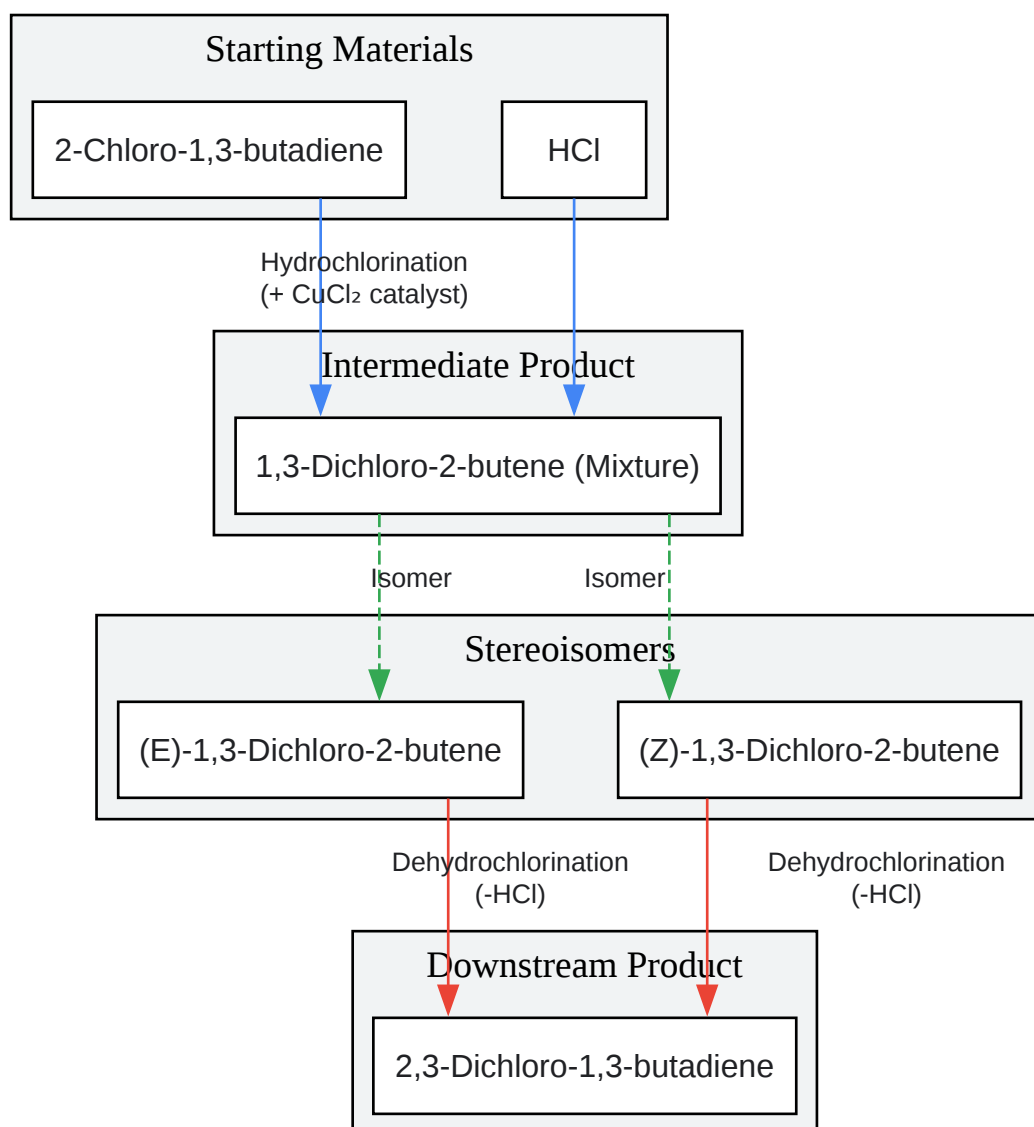 Starting Materials
2-Chloro-1,3-butadiene
HCl
Hydrochlorination
(+ CuCl₂ catalyst)
Intermediate Product
1,3-Dichloro-2-butene (Mixture)
Isomer
Isomer
Stereoisomers
(E)-1,3-Dichloro-2-butene
(Z)-1,3-Dichloro-2-butene
Dehydrochlorination
(-HCl)
Dehydrochlorination
(-HCl)
Downstream Product
2,3-Dichloro-1,3-butadiene